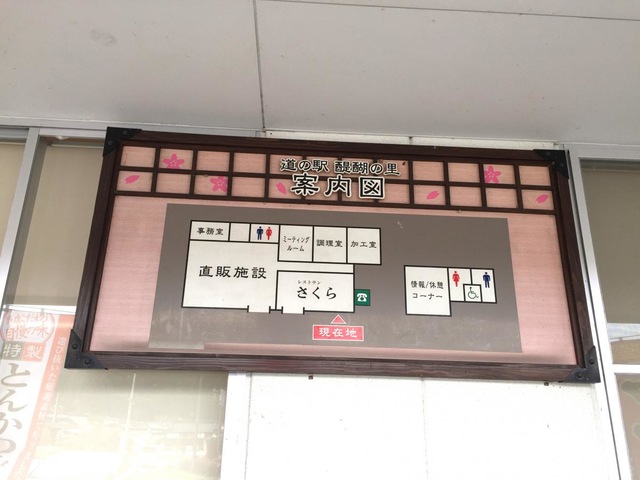 道の駅 醍醐の里
案内図
事務室
ミーティング
ルーム
調理室
加工室
直販施設
レストラン
さくら
情報/休憩
コーナー
現在地
特製
とんかつ